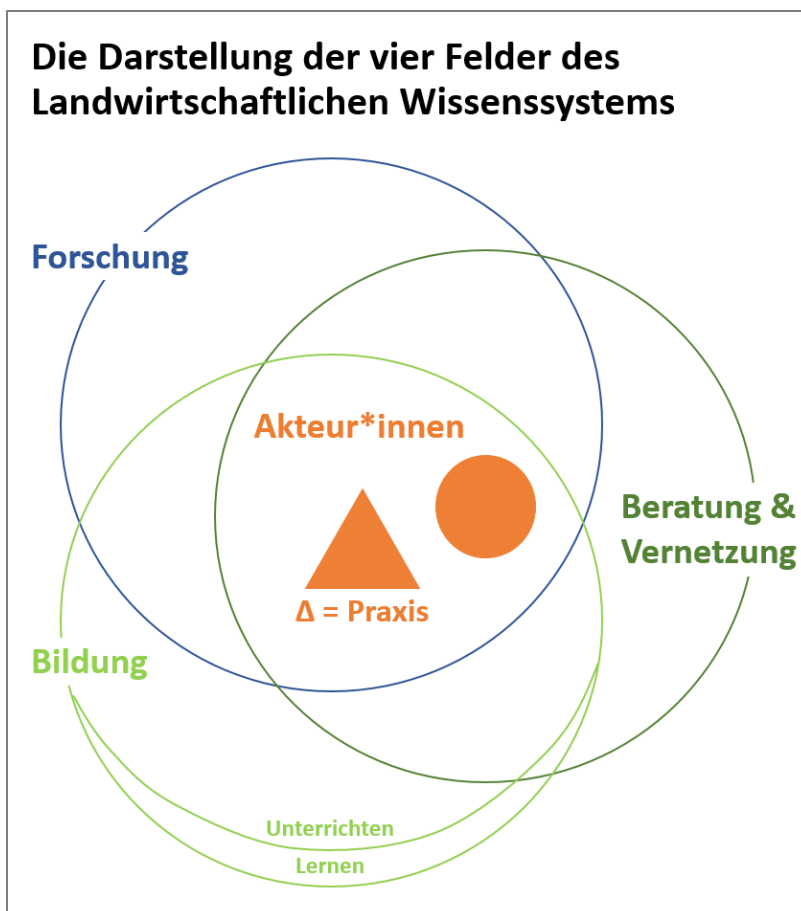 Die Darstellung der vier Felder des
Landwirtschaftlichen Wissenssystems
Forschung
Akteur*innen
Beratung &
Vernetzung
Δ = Praxis
Bildung
Unterrichten
Lernen